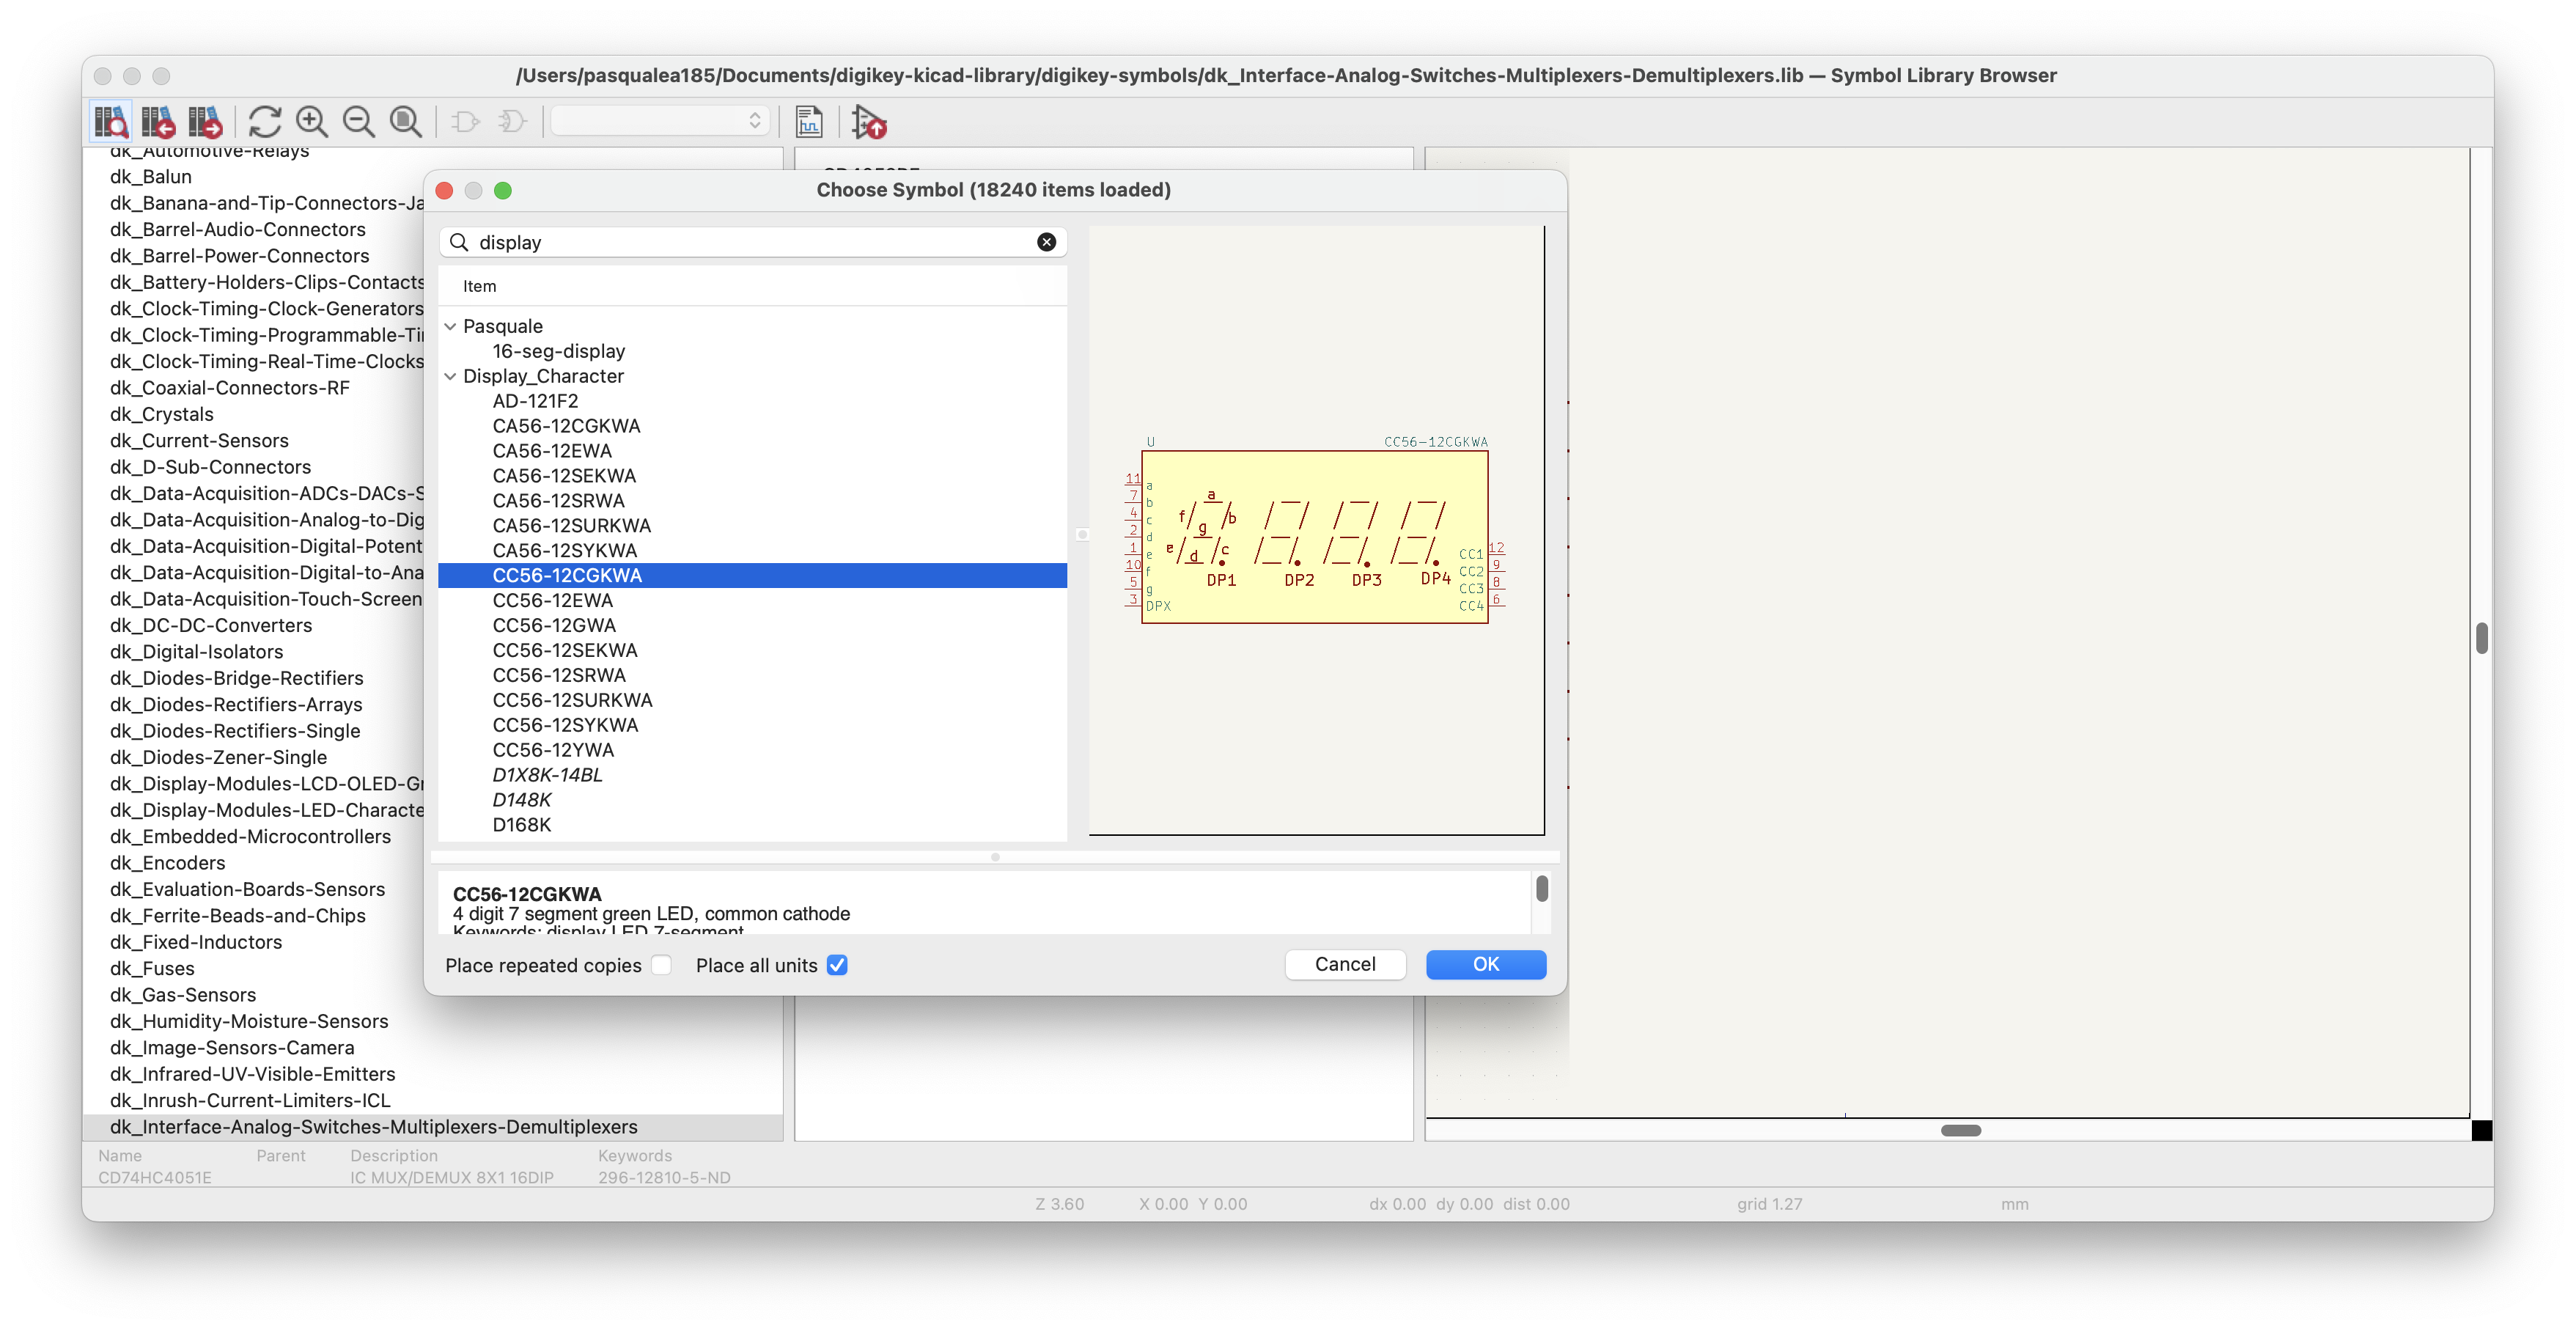 /Users/pasqualea185/Documents/digikey-kicad-library/digikey-symbols/dk_Interface-Analog-Switches-Multiplexers-Demultiplexers.lib — Symbol Library Browser
dk_Automotive-Relays
dk_Balun
dk_Banana-and-Tip-Connectors-Ja
dk_Barrel-Audio-Connectors
dk_Barrel-Power-Connectors
dk_Battery-Holders-Clips-Contacts
dk_Clock-Timing-Clock-Generators
dk_Clock-Timing-Programmable-Ti
dk_Clock-Timing-Real-Time-Clocks
dk_Coaxial-Connectors-RF
dk_Crystals
dk_Current-Sensors
dk_D-Sub-Connectors
dk_Data-Acquisition-ADCs-DACs-S
dk_Data-Acquisition-Analog-to-Dig
dk_Data-Acquisition-Digital-Potent
dk_Data-Acquisition-Digital-to-Ana
dk_Data-Acquisition-Touch-Screen
dk_DC-DC-Converters
dk_Digital-Isolators
dk_Diodes-Bridge-Rectifiers
dk_Diodes-Rectifiers-Arrays
dk_Diodes-Rectifiers-Single
dk_Diodes-Zener-Single
dk_Display-Modules-LCD-OLED-Gr
dk_Display-Modules-LED-Characte
dk_Embedded-Microcontrollers
dk_Encoders
dk_Evaluation-Boards-Sensors
dk_Ferrite-Beads-and-Chips
dk_Fixed-Inductors
dk_Fuses
dk_Gas-Sensors
dk_Humidity-Moisture-Sensors
dk_Image-Sensors-Camera
dk_Infrared-UV-Visible-Emitters
dk_Inrush-Current-Limiters-ICL
dk_Interface-Analog-Switches-Multiplexers-Demultiplexers
Choose Symbol (18240 items loaded)
display
Item
Pasquale
16-seg-display
Display_Character
AD-121F2
CA56-12CGKWA
CA56-12EWA
CA56-12SEKWA
CA56-12SRWA
CA56-12SURKWA
CA56-12SYKWA
CC56-12CGKWA
CC56-12EWA
CC56-12GWA
CC56-12SEKWA
CC56-12SRWA
CC56-12SURKWA
CC56-12SYKWA
CC56-12YWA
D1X8K-14BL
D148K
D168K
U CC56-12CGKWA
11 a
7 b
4 c
2 d
1 e
10 f
5 g
3 DPX
a
f b
g
e d c
DP1 DP2 DP3 DP4
CC1 12
CC2 9
CC3 8
CC4 6
CC56-12CGKWA
4 digit 7 segment green LED, common cathode
Keywords: display LED 7-segment
Place repeated copies Place all units
Cancel OK
Name Parent Description Keywords
CD74HC4051E IC MUX/DEMUX 8X1 16DIP 296-12810-5-ND
Z 3.60 X 0.00 Y 0.00 dx 0.00 dy 0.00 dist 0.00 grid 1.27 mm